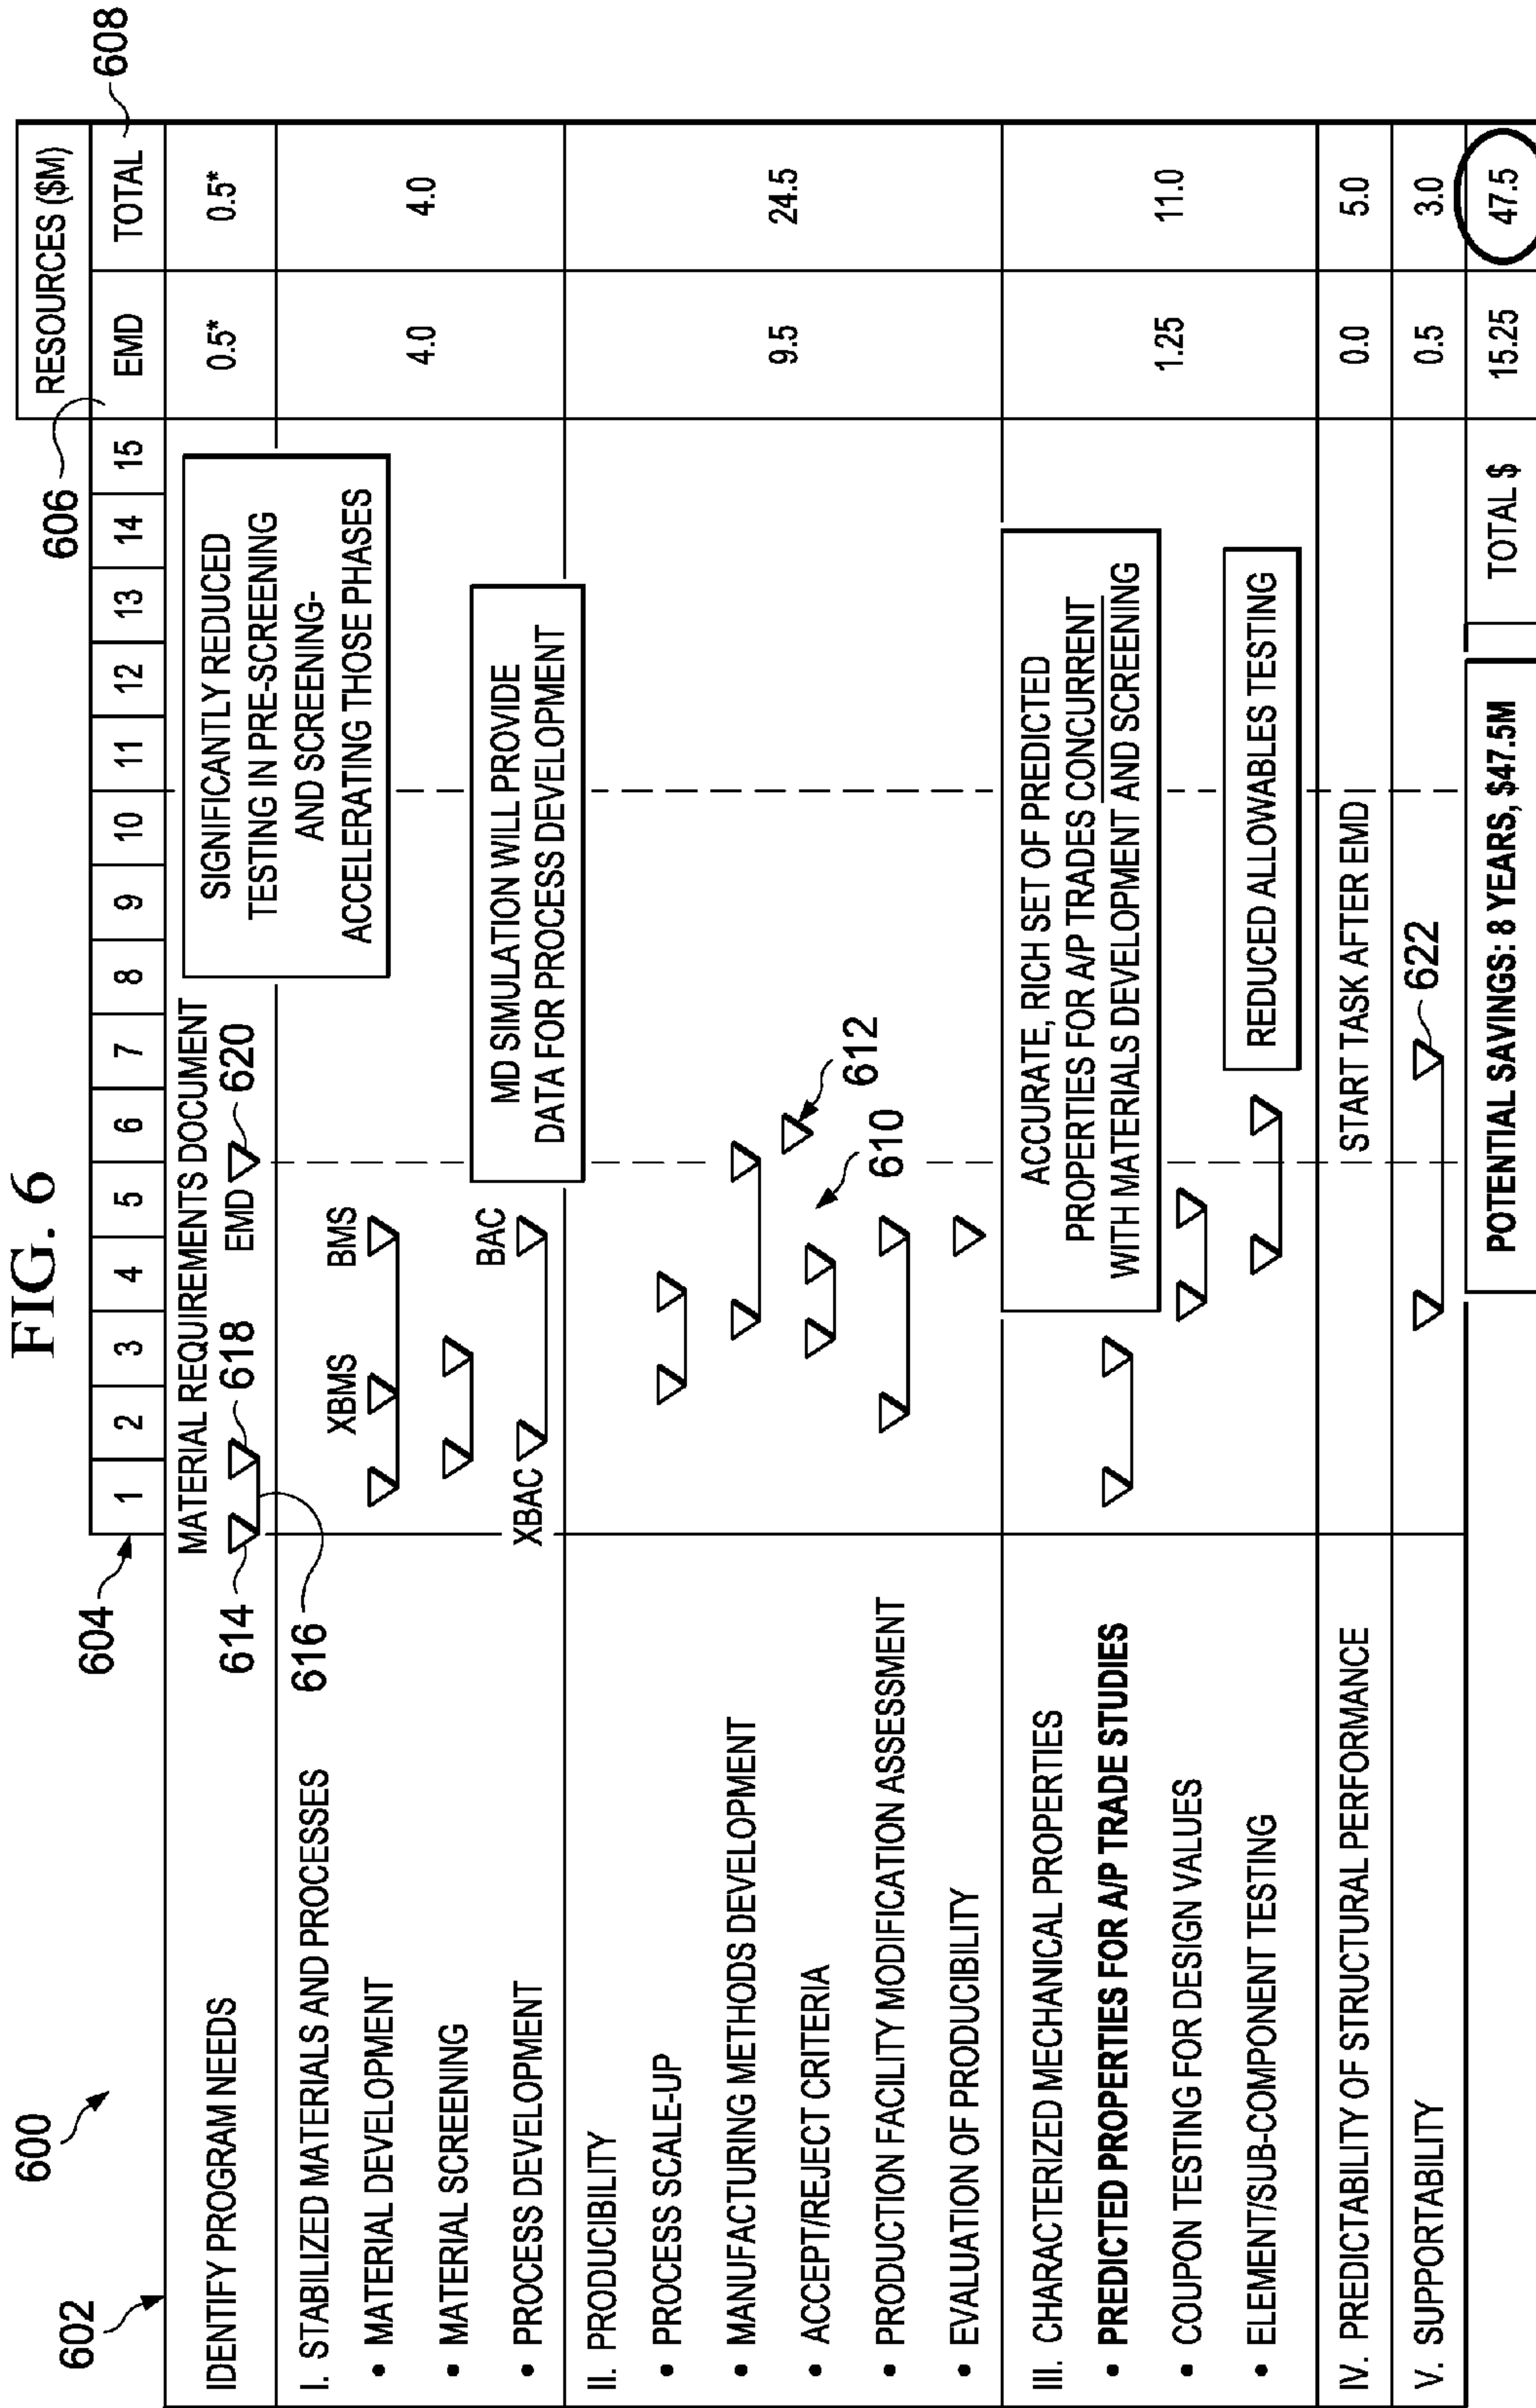 FIG. 6
600
602
604
606
608
RESOURCES ($M)
1 2 3 4 5 6 7 8 9 10 11 12 13 14 15 EMD TOTAL
IDENTIFY PROGRAM NEEDS
MATERIAL REQUIREMENTS DOCUMENT
614
616
618
EMD
620
0.5* 0.5*
SIGNIFICANTLY REDUCED
TESTING IN PRE-SCREENING
AND SCREENING-
ACCELERATING THOSE PHASES
I. STABILIZED MATERIALS AND PROCESSES
4.0 4.0
• MATERIAL DEVELOPMENT
XBMS
BMS
• MATERIAL SCREENING
• PROCESS DEVELOPMENT
XBAC
BAC
MD SIMULATION WILL PROVIDE
DATA FOR PROCESS DEVELOPMENT
II. PRODUCIBILITY
9.5 24.5
• PROCESS SCALE-UP
• MANUFACTURING METHODS DEVELOPMENT
• ACCEPT/REJECT CRITERIA
612
610
• PRODUCTION FACILITY MODIFICATION ASSESSMENT
• EVALUATION OF PRODUCIBILITY
III. CHARACTERIZED MECHANICAL PROPERTIES
1.25 11.0
ACCURATE, RICH SET OF PREDICTED
PROPERTIES FOR A/P TRADES CONCURRENT
WITH MATERIALS DEVELOPMENT AND SCREENING
• PREDICTED PROPERTIES FOR A/P TRADE STUDIES
• COUPON TESTING FOR DESIGN VALUES
• ELEMENT/SUB-COMPONENT TESTING
REDUCED ALLOWABLES TESTING
IV. PREDICTABILITY OF STRUCTURAL PERFORMANCE
START TASK AFTER EMD
0.0 5.0
V. SUPPORTABILITY
622
0.5 3.0
POTENTIAL SAVINGS: 8 YEARS, $47.5M
TOTAL $ 15.25 47.5